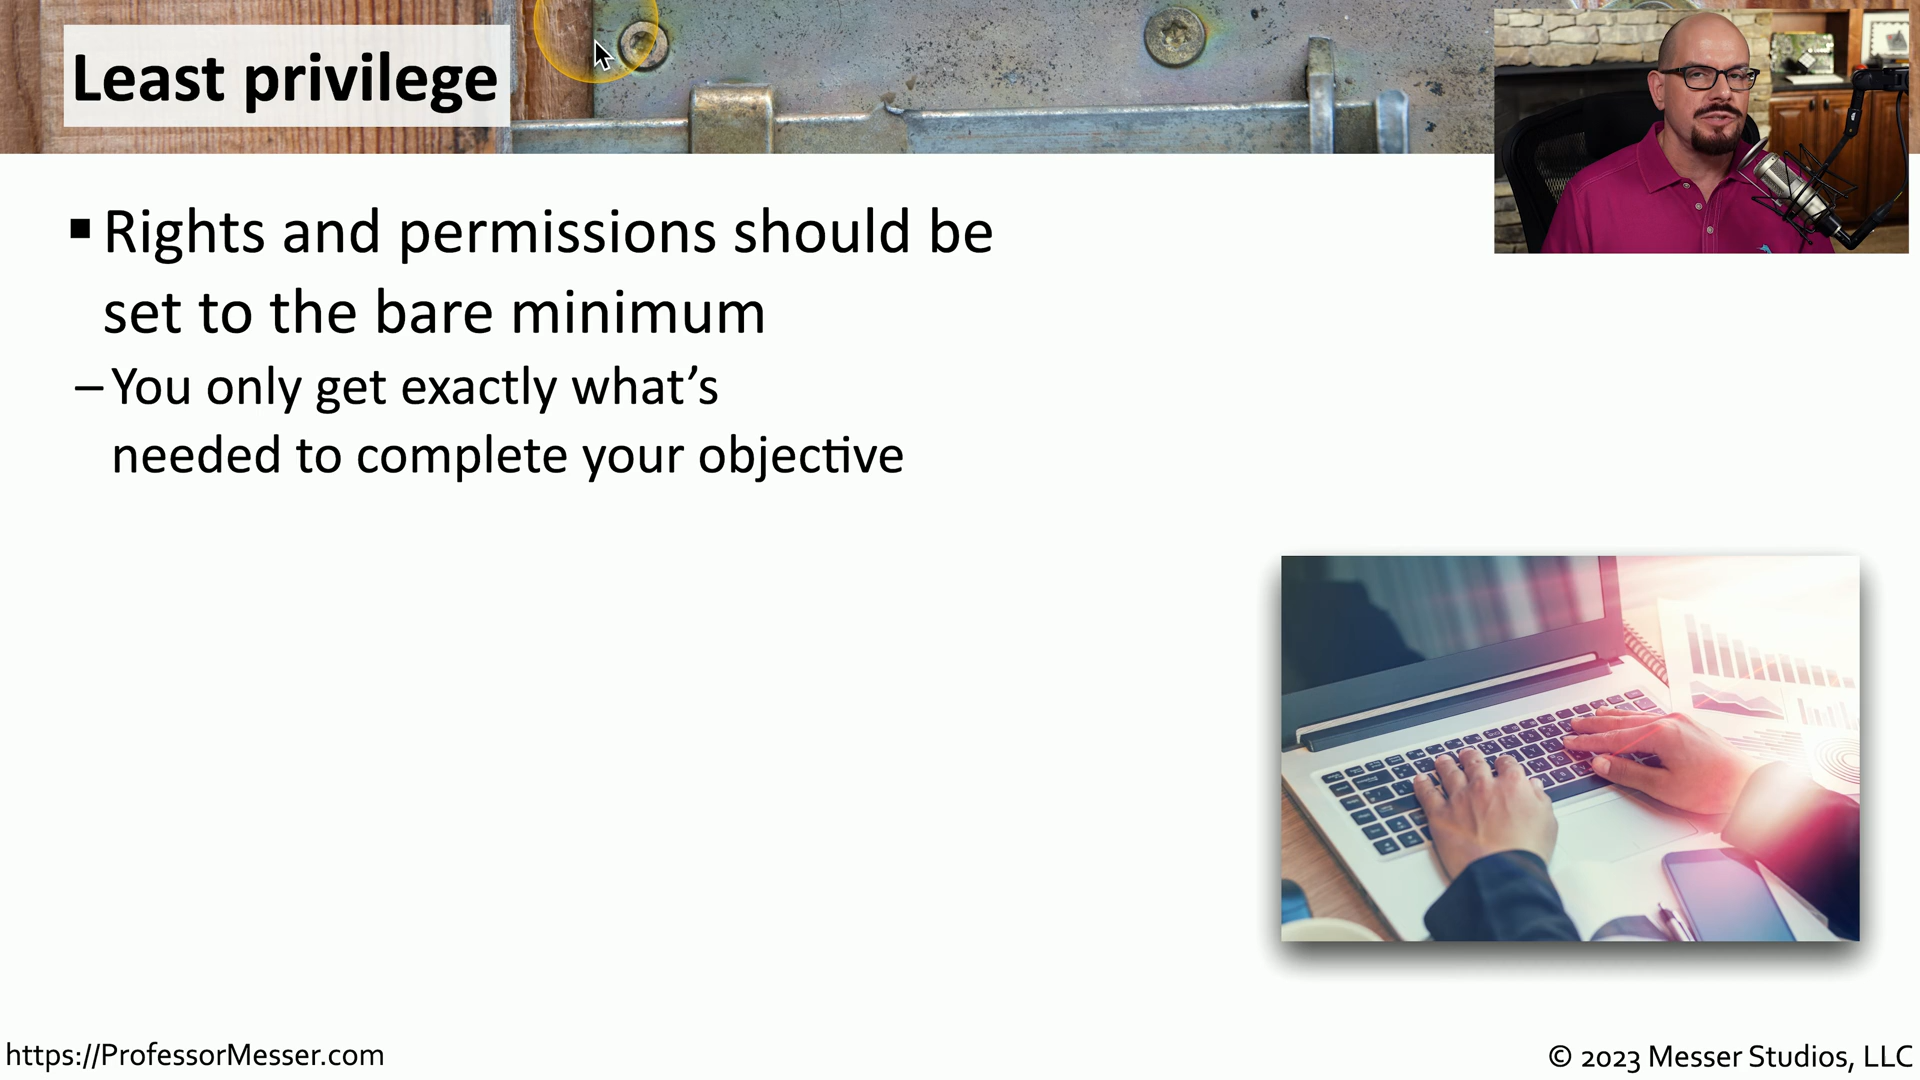 Least privilege
▪ Rights and permissions should be
set to the bare minimum
– You only get exactly what’s
needed to complete your objective
https://ProfessorMesser.com
© 2023 Messer Studios, LLC